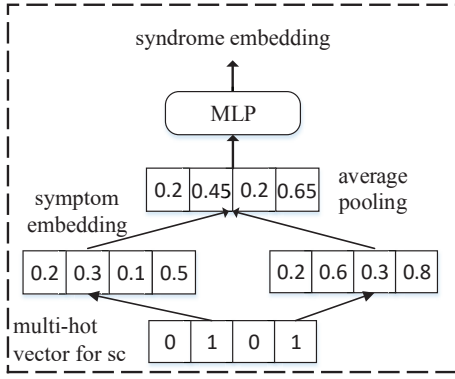 syndrome embedding
MLP
0.2 0.45 0.2 0.65
average
pooling
symptom
embedding
0.2 0.3 0.1 0.5
0.2 0.6 0.3 0.8
multi-hot
vector for sc
0 1 0 1